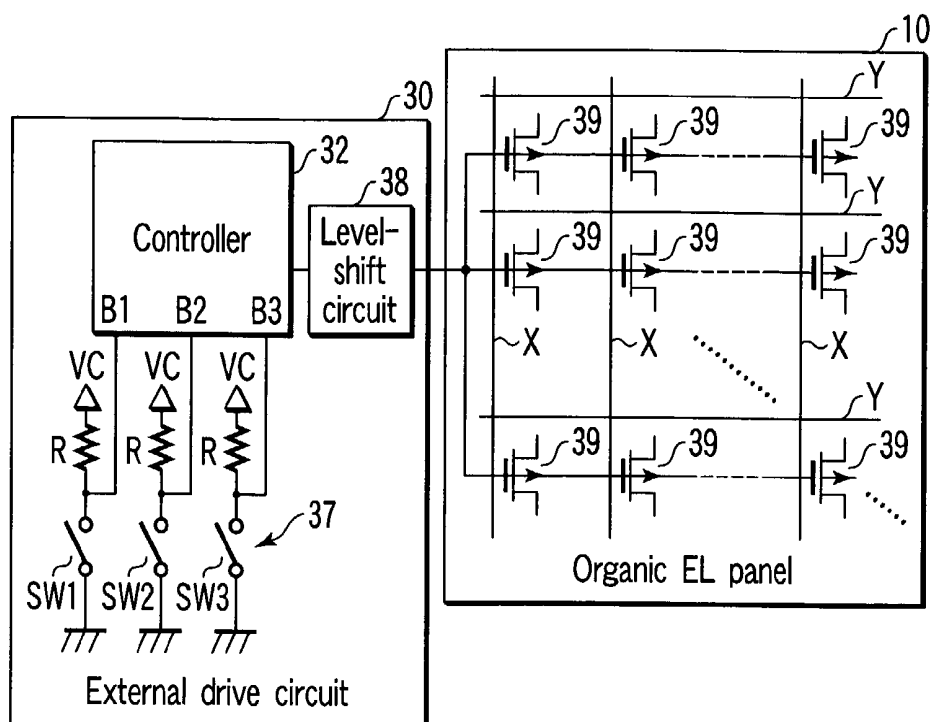 10
Y
30
39 39 39
32
38
Y
Controller
Level-
shift
circuit
39 39 39
B1 B2 B3
VC VC VC
X X X
Y
R R R
39 39 39
37
SW1 SW2 SW3
Organic EL panel
External drive circuit